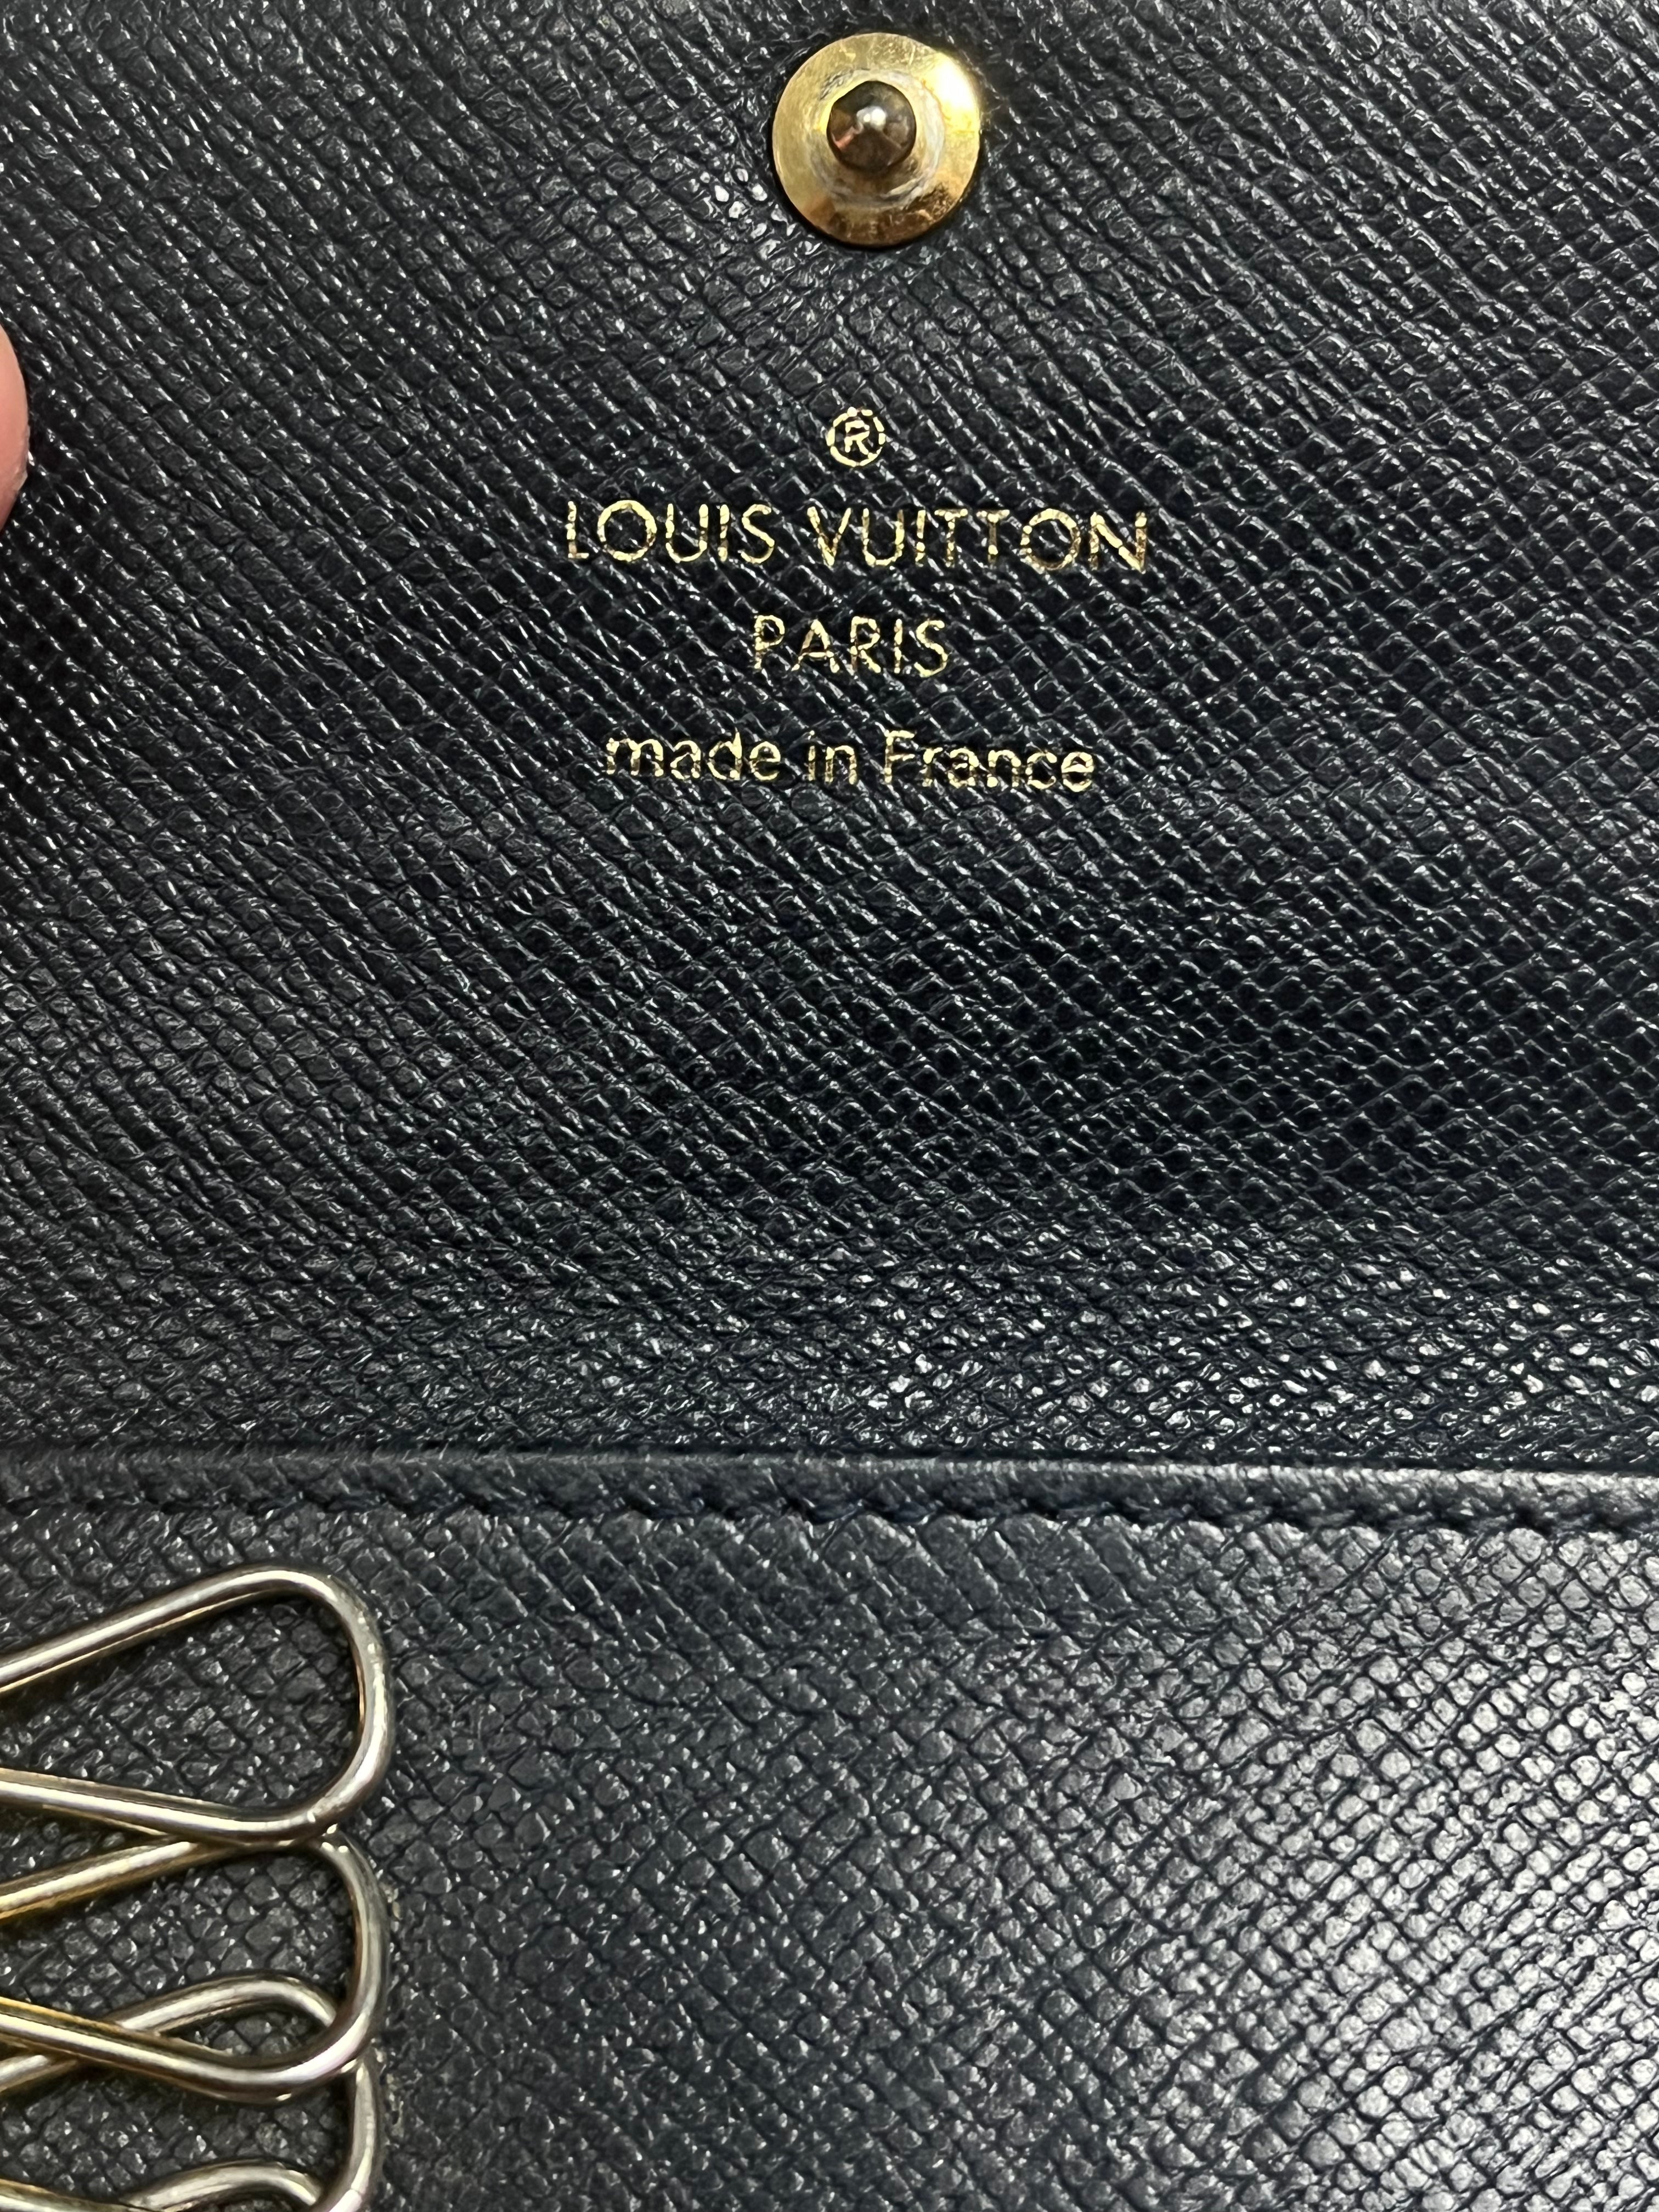 ®
LOUIS VUITTON
PARIS
made in France